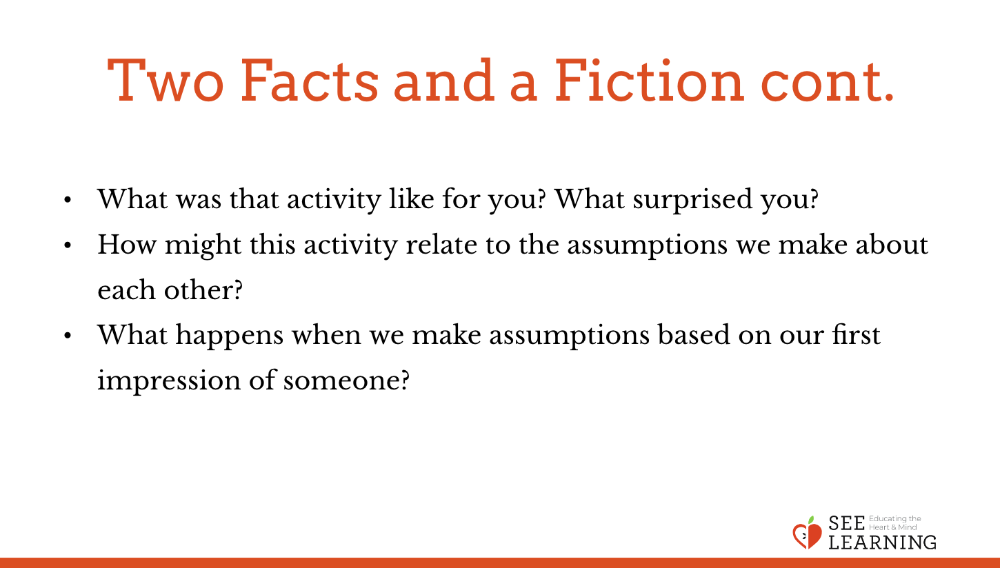 Two Facts and a Fiction cont.
• What was that activity like for you? What surprised you?
• How might this activity relate to the assumptions we make about
each other?
• What happens when we make assumptions based on our first
impression of someone?
SEE Educating the
Heart & Mind
LEARNING